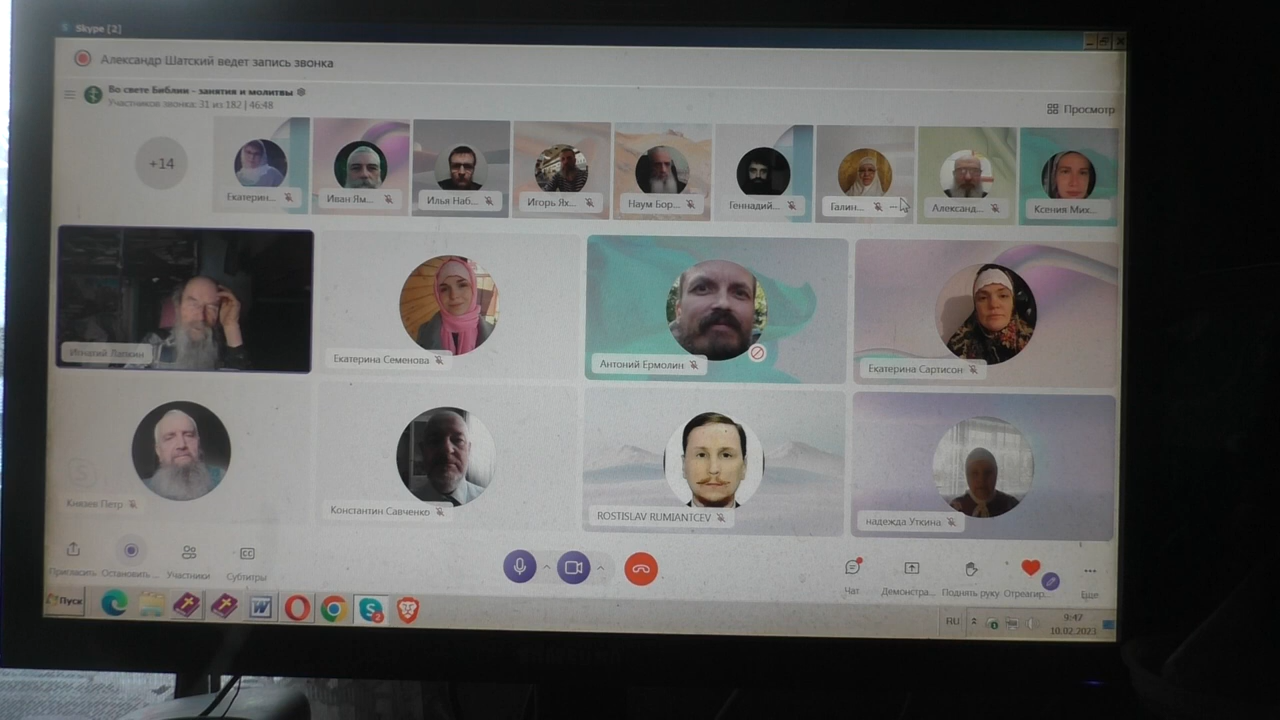 Skype [2]
Александр Шатский ведет запись звонка
Во свете Библии - занятия и молитвы
Участников звонка: 31 из 182 | 46:48
Просмотр
+14
Екатерин...
Иван Ям...
Илья Наб...
Игорь Ях...
Наум Бор...
Геннадий...
Галин...
Александ...
Ксения Мих...
Игнатий Лапкин
Екатерина Семенова
Антоний Ермолин
Екатерина Сартисон
Князев Петр
Константин Савченко
ROSTISLAV RUMIANTCEV
надежда Уткина
Пригласить
Остановить ...
Участники
Субтитры
Чат
Демонстра...
Поднять руку
Отреагир...
Еще
Пуск
RU
9:47
10.02.2023